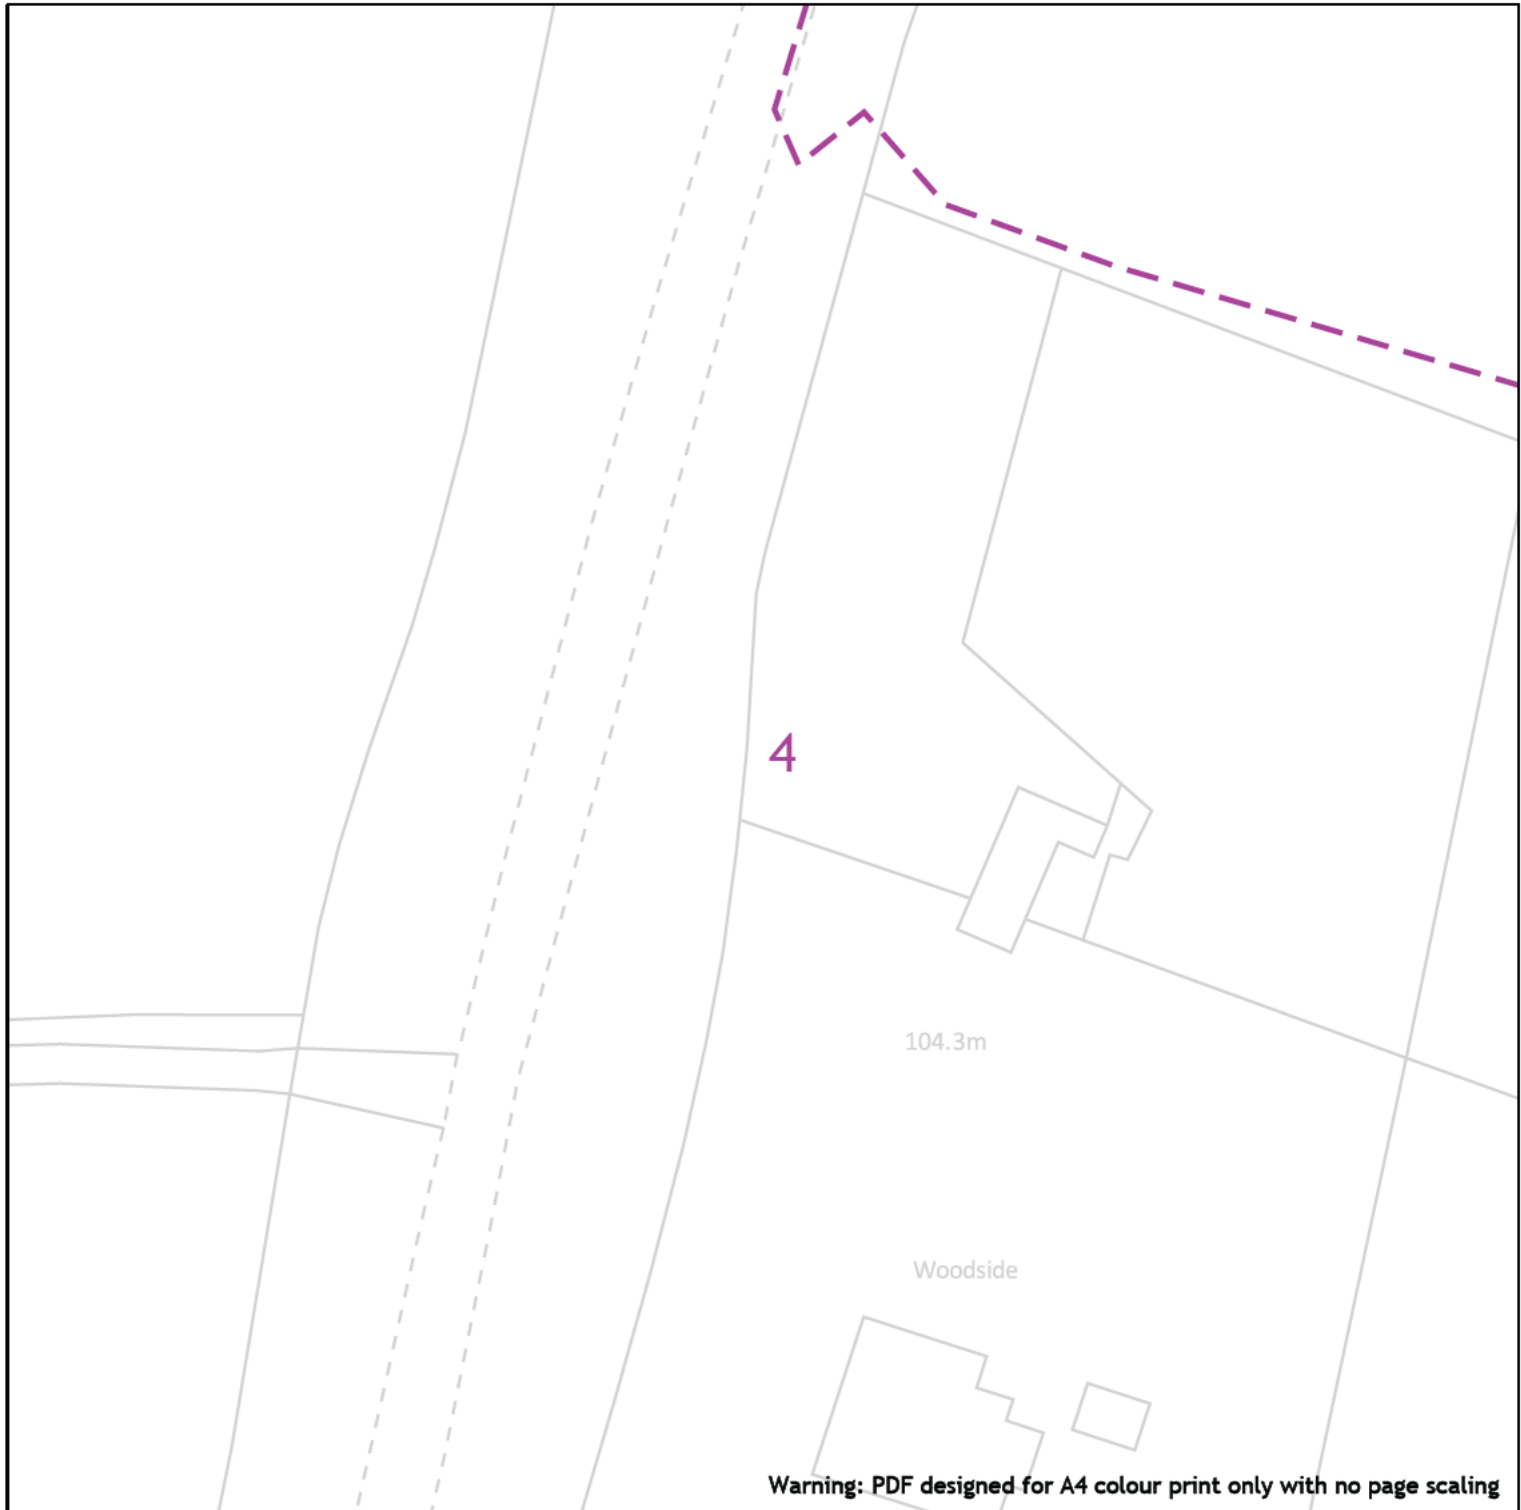 4
104.3m
Woodside
Warning: PDF designed for A4 colour print only with no page scaling